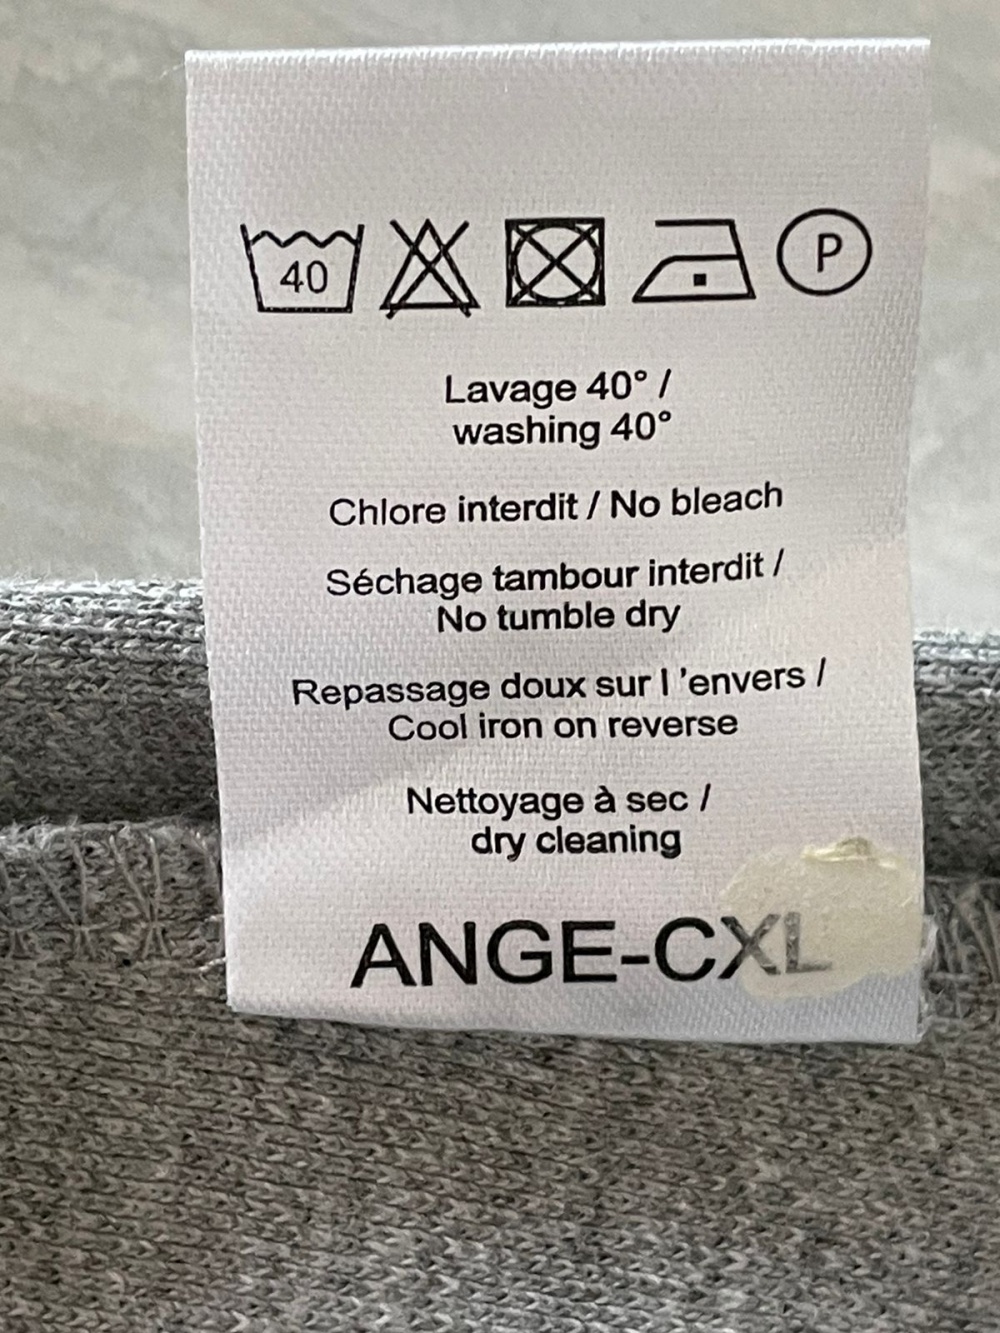 40
P
Lavage 40° /
washing 40°
Chlore interdit / No bleach
Séchage tambour interdit /
No tumble dry
Repassage doux sur l 'envers /
Cool iron on reverse
Nettoyage à sec /
dry cleaning
ANGE-CXL